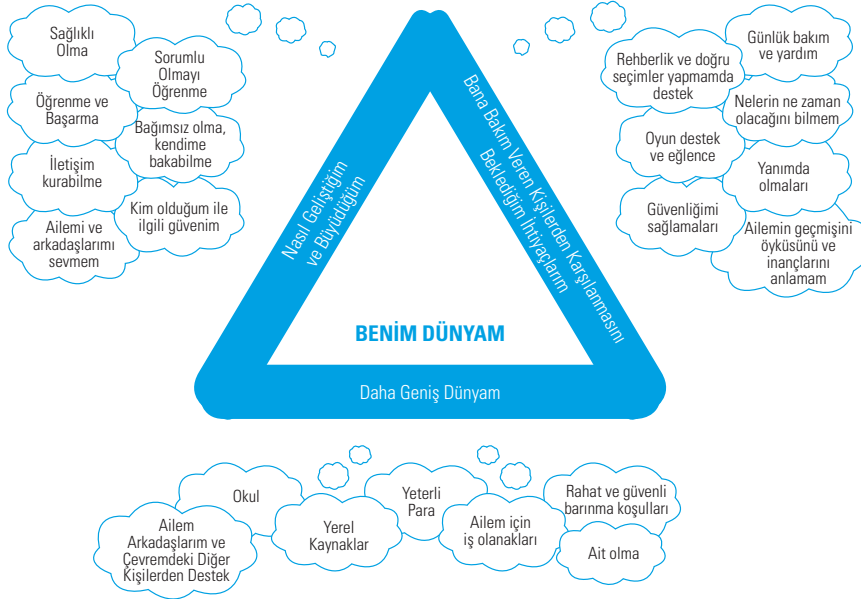 Sağlıklı
Olma
Sorumlu
Olmayı
Öğrenme
Öğrenme ve
Başarma
Bağımsız olma,
kendime
bakabilme
İletişim
kurabilme
Kim olduğum ile
ilgili güvenim
Ailemi ve
arkadaşlarımı
sevmem
Nasıl Geliştiğim
ve Büyüdüğüm
Bana Bakım Veren Kişilerden Karşılanmasını
Beklediğim İhtiyaçlarım
Günlük bakım
ve yardım
Rehberlik ve doğru
seçimler yapmamda
destek
Nelerin ne zaman
olacağını bilmem
Oyun destek
ve eğlence
Yanımda
olmaları
Güvenliğimi
sağlamaları
Ailemin geçmişini
öyküsünü ve
inançlarını
anlamam
BENİM DÜNYAM
Daha Geniş Dünyam
Okul
Ailem
Arkadaşlarım ve
Çevremdeki Diğer
Kişilerden Destek
Yerel
Kaynaklar
Yeterli
Para
Ailem için
iş olanakları
Rahat ve güvenli
barınma koşulları
Ait olma